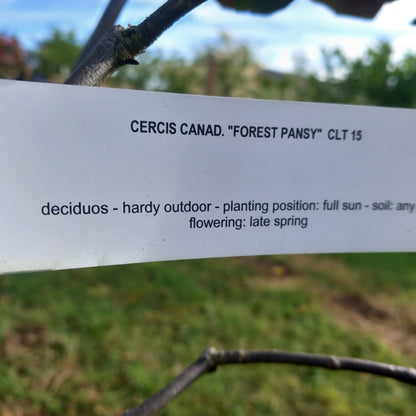 CERCIS CANAD. "FOREST PANSY" CLT 15
deciduos - hardy outdoor - planting position: full sun - soil: any
flowering: late spring